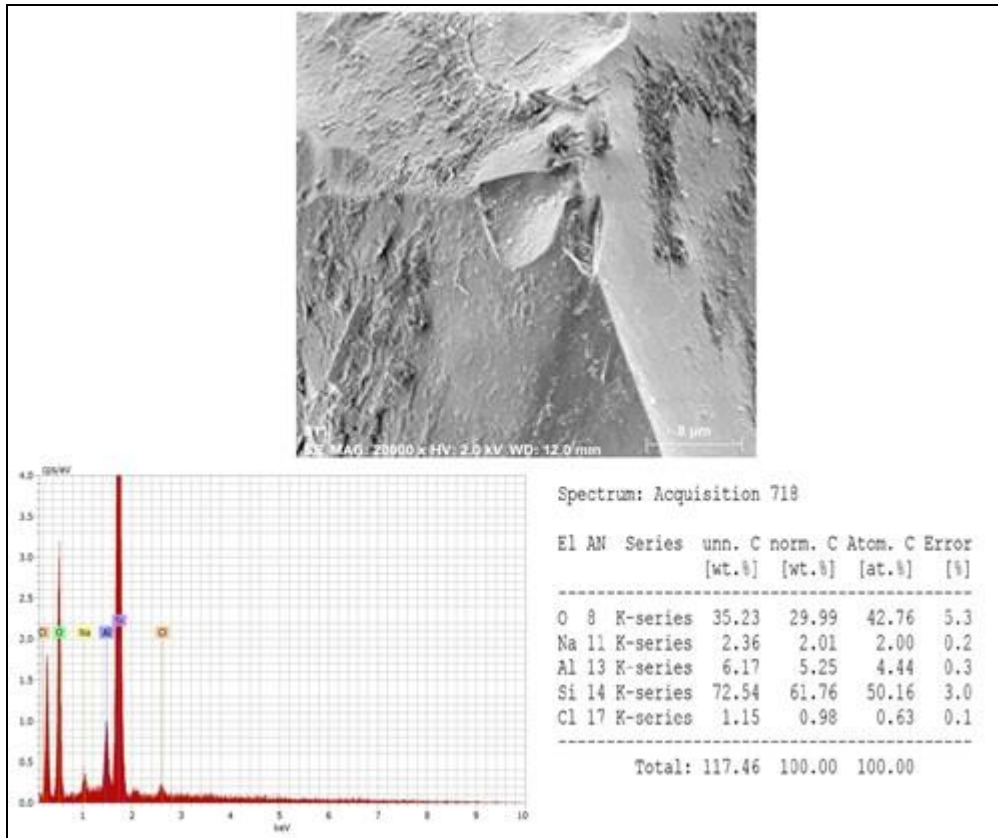 SE MAG: 20000 x HV: 2.0 kV WD: 12.0 mm
8 µm
cps/eV
4.0
3.5
3.0
2.5
2.0
1.5
1.0
0.5
0.0
Cl O Na Al Si Cl
1 2 3 4 5 6 7 8 9 10
keV
Spectrum: Acquisition 718
El AN Series unn. C norm. C Atom. C Error
[wt.%] [wt.%] [at.%] [%]
O 8 K-series 35.23 29.99 42.76 5.3
Na 11 K-series 2.36 2.01 2.00 0.2
Al 13 K-series 6.17 5.25 4.44 0.3
Si 14 K-series 72.54 61.76 50.16 3.0
Cl 17 K-series 1.15 0.98 0.63 0.1
Total: 117.46 100.00 100.00